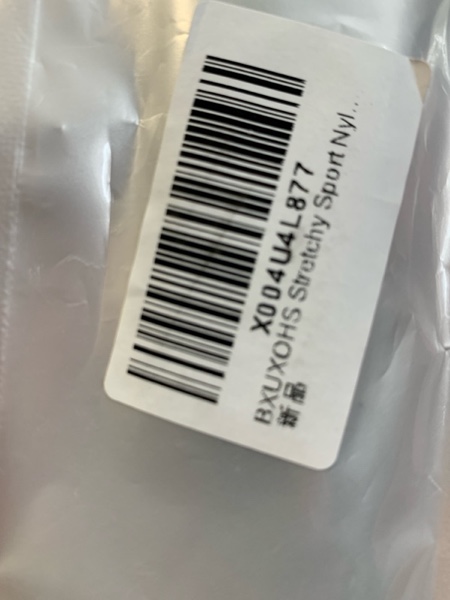 X004U4L877
BXUXOHS Stretchy Sport Nyl...
新品